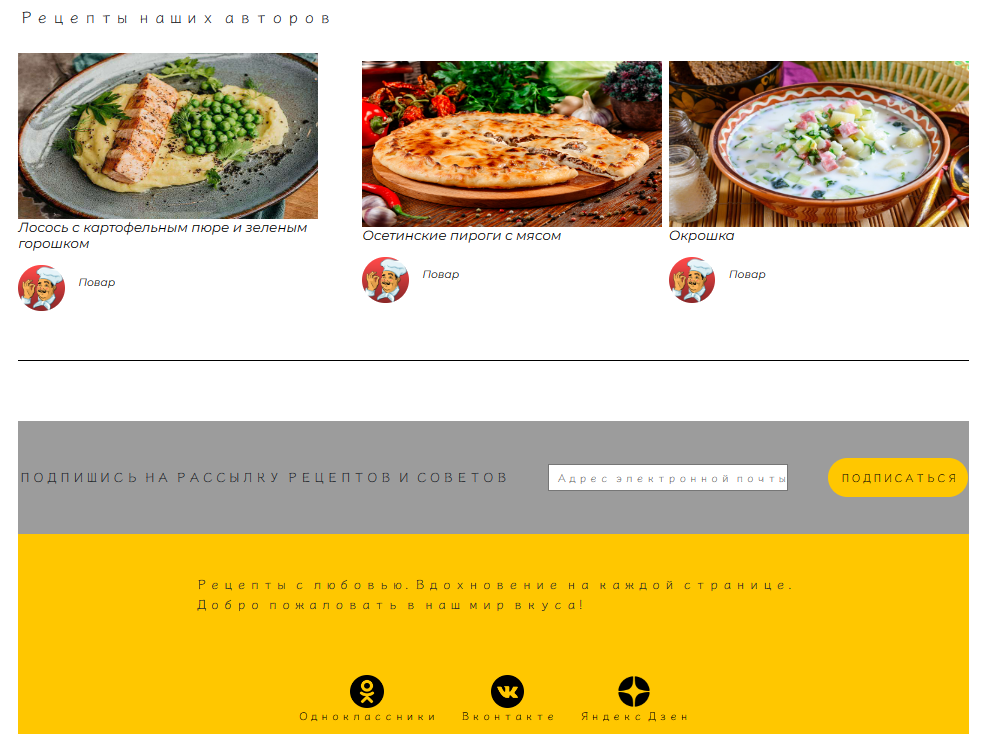 Рецепты наших авторов
Лосось с картофельным пюре и зеленым
горошком
Повар
Осетинские пироги с мясом
Повар
Окрошка
Повар
ПОДПИШИСЬ НА РАССЫЛКУ РЕЦЕПТОВ И СОВЕТОВ
Адрес электронной почты
ПОДПИСАТЬСЯ
Рецепты с любовью. Вдохновение на каждой странице.
Добро пожаловать в наш мир вкуса!
Одноклассники
Вконтакте
Яндекс Дзен